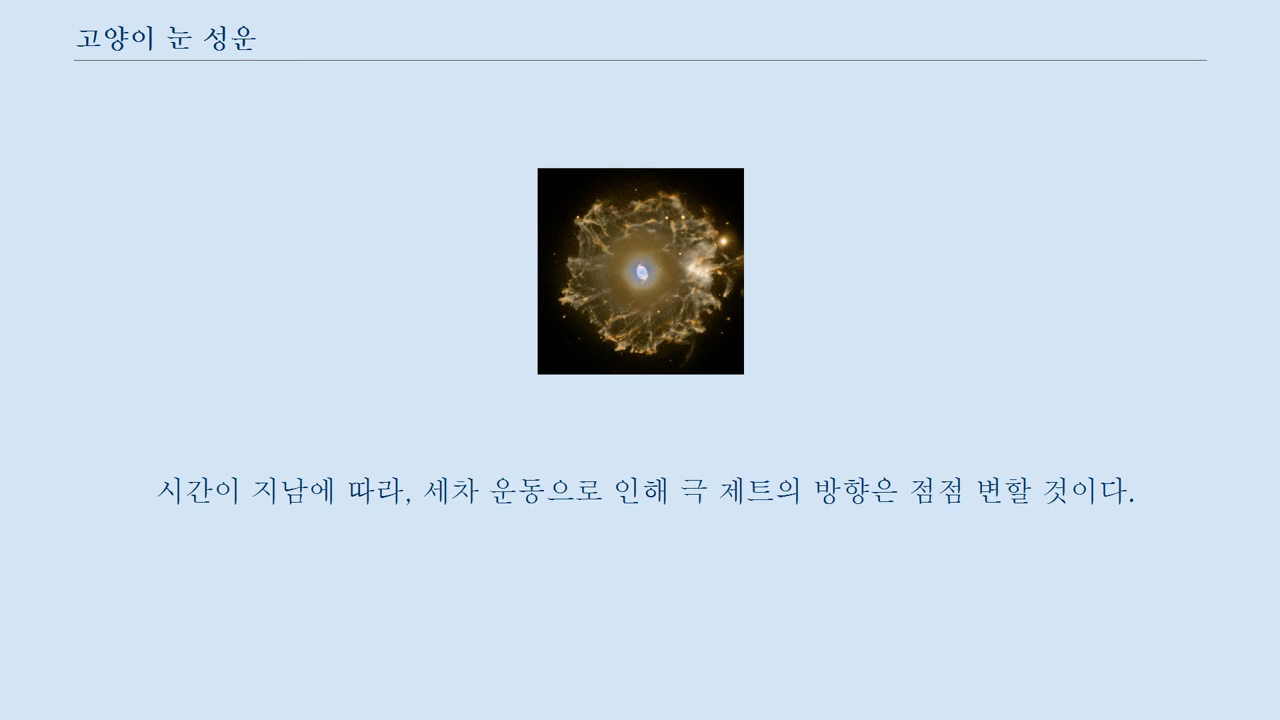 고양이 눈 성운
시간이 지남에 따라, 세차 운동으로 인해 극 제트의 방향은 점점 변할 것이다.